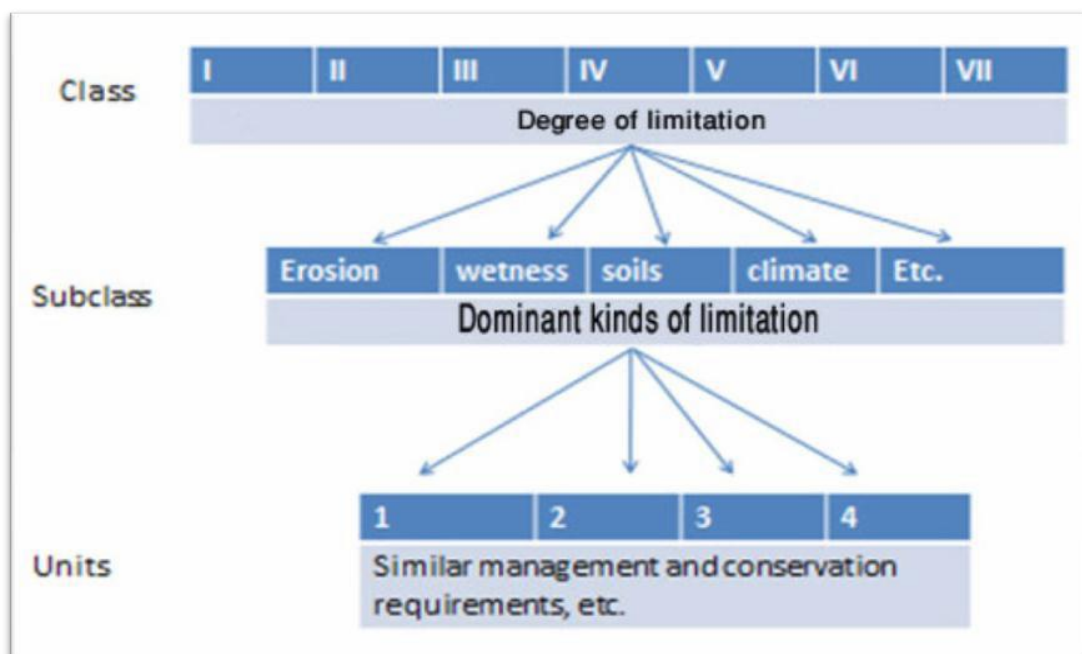 Class
I II III IV V VI VII
Degree of limitation
Subclass
Erosion wetness soils climate Etc.
Dominant kinds of limitation
Units
1 2 3 4
Similar management and conservation
requirements, etc.